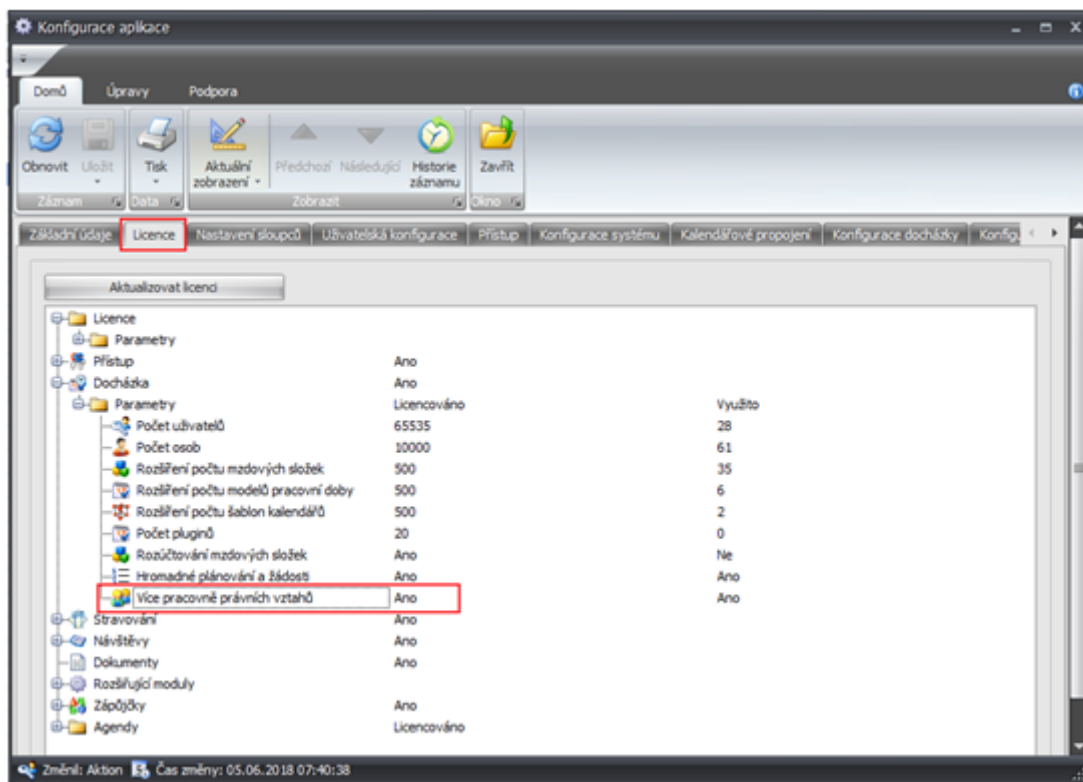 Konfigurace aplikace
Domů Úpravy Podpora
Obnovit Uložit Tisk Aktuální zobrazení Předchozí Následující Historie záznamu Zavřít
Záznam Data Zobrazit Okno
Základní údaje Licence Nastavení sloupců Uživatelská konfigurace Přístup Konfigurace systému Kalendářové propojení Konfigurace docházky Konfigu
Aktualizovat licenci
Licence
Parametry
Přístup Ano
Docházka Ano
Parametry Licencováno Využito
Počet uživatelů 65535 28
Počet osob 10000 61
Rozšíření počtu mzdových složek 500 35
Rozšíření počtu modelů pracovní doby 500 6
Rozšíření počtu šablon kalendářů 500 2
Počet pluginů 20 0
Rozúčtování mzdových složek Ano Ne
Hromadné plánování a žádosti Ano Ano
Více pracovně právních vztahů Ano Ano
Stravování Ano
Návštěvy Ano
Dokumenty Ano
Rozšiřující moduly
Zápůjčky Ano
Agendy Licencováno
Změnil: Aktion Čas změny: 05.06.2018 07:40:38